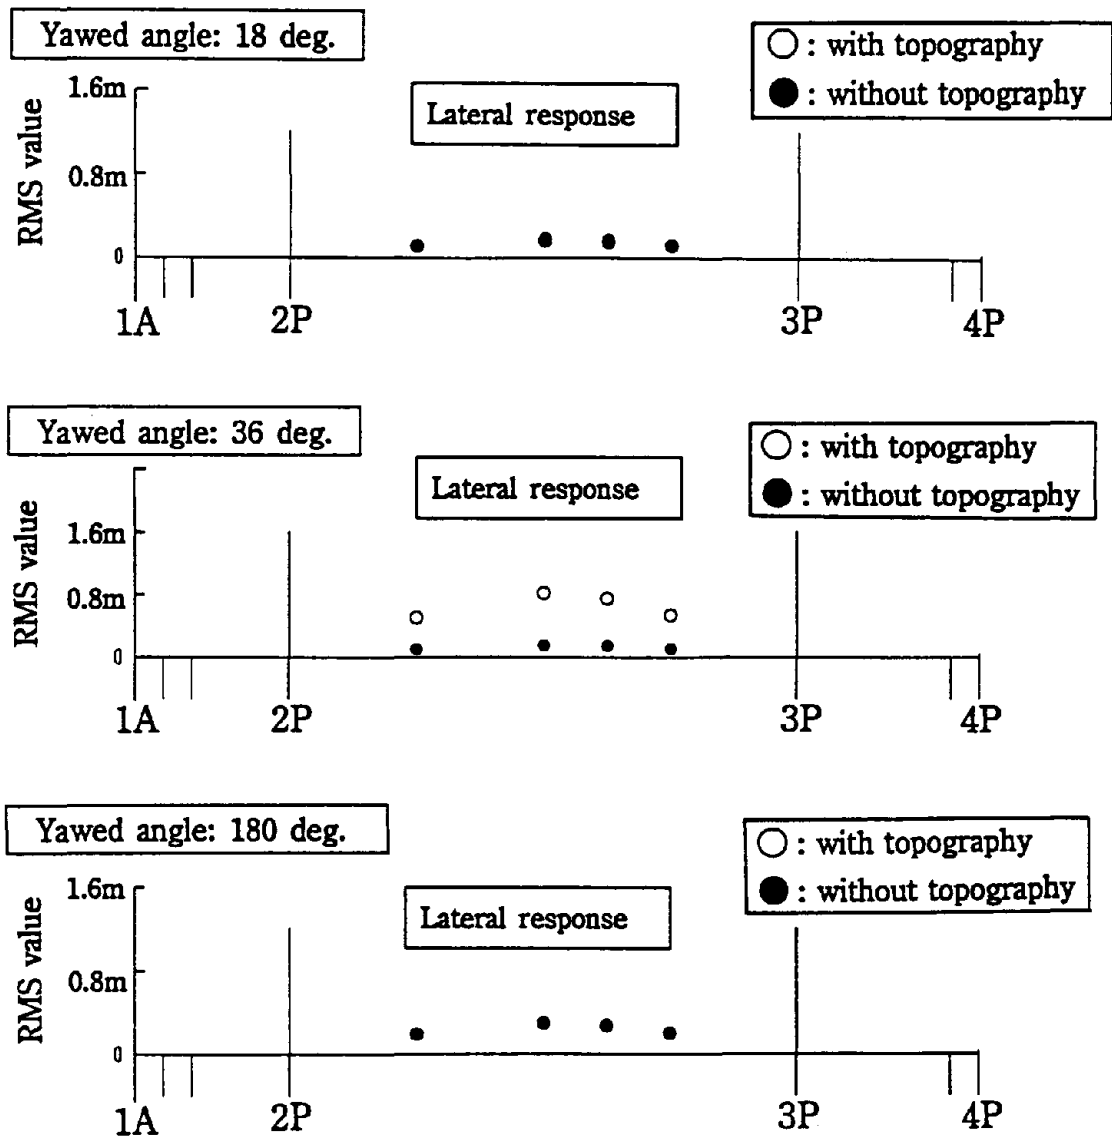 Yawed angle: 18 deg.
○ : with topography
● : without topography
Lateral response
RMS value
1.6m
0.8m
0
1A 2P 3P 4P
Yawed angle: 36 deg.
○ : with topography
● : without topography
Lateral response
RMS value
1.6m
0.8m
0
1A 2P 3P 4P
Yawed angle: 180 deg.
○ : with topography
● : without topography
Lateral response
RMS value
1.6m
0.8m
0
1A 2P 3P 4P